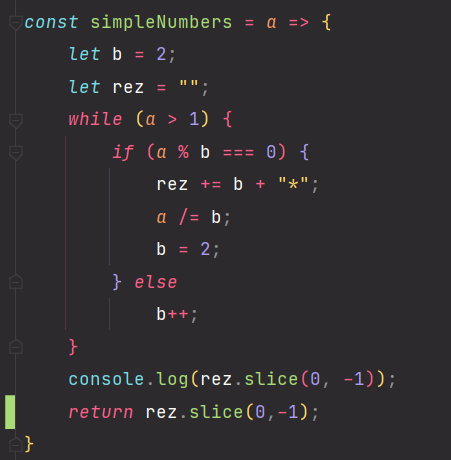 const simpleNumbers = a => {
    let b = 2;
    let rez = "";
    while (a > 1) {
        if (a % b === 0) {
            rez += b + "*";
            a /= b;
            b = 2;
        } else
            b++;
    }
    console.log(rez.slice(0, -1));
    return rez.slice(0,-1);
}